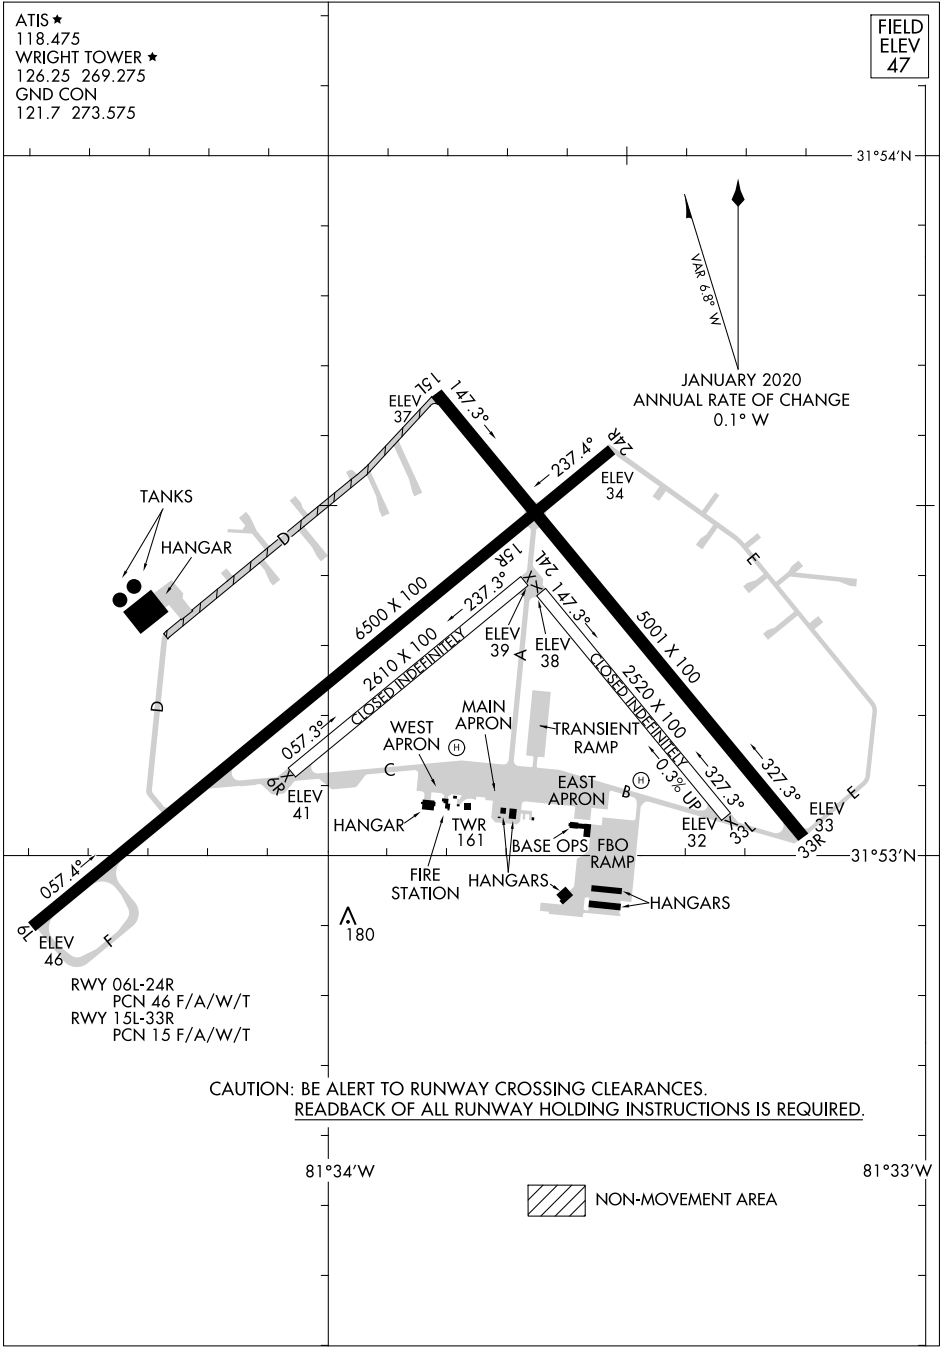 ATIS ★
118.475
WRIGHT TOWER ★
126.25 269.275
GND CON
121.7 273.575
FIELD
ELEV
47
31°54'N
VAR 6.8° W
JANUARY 2020
ANNUAL RATE OF CHANGE
0.1° W
15L
147.3°
ELEV
37
24R
237.4°
ELEV
34
TANKS
HANGAR
D
E
6500 X 100
15R
24L
237.3°
147.3°
5001 X 100
2610 X 100
CLOSED INDEFINITELY
ELEV
39
ELEV
38
A
2520 X 100
CLOSED INDEFINITELY
D
057.3°
WEST
APRON
H
MAIN
APRON
TRANSIENT
RAMP
0.3% UP
327.3°
327.3°
6R
ELEV
41
C
EAST
APRON
H
B
E
HANGAR
TWR
161
BASE OPS
FBO
RAMP
ELEV
32
33L
ELEV
33
33R
31°53'N
057.4°
FIRE
STATION
HANGARS
HANGARS
6L
ELEV
46
F
180
RWY 06L-24R
PCN 46 F/A/W/T
RWY 15L-33R
PCN 15 F/A/W/T
CAUTION: BE ALERT TO RUNWAY CROSSING CLEARANCES.
READBACK OF ALL RUNWAY HOLDING INSTRUCTIONS IS REQUIRED.
81°34'W
81°33'W
NON-MOVEMENT AREA